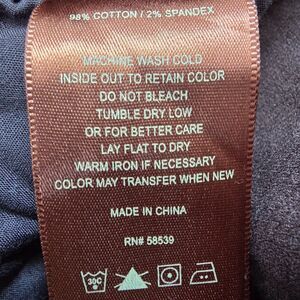 98% COTTON / 2% SPANDEX
MACHINE WASH COLD
INSIDE OUT TO RETAIN COLOR
DO NOT BLEACH
TUMBLE DRY LOW
OR FOR BETTER CARE
LAY FLAT TO DRY
WARM IRON IF NECESSARY
COLOR MAY TRANSFER WHEN NEW
MADE IN CHINA
RN# 58539
30C